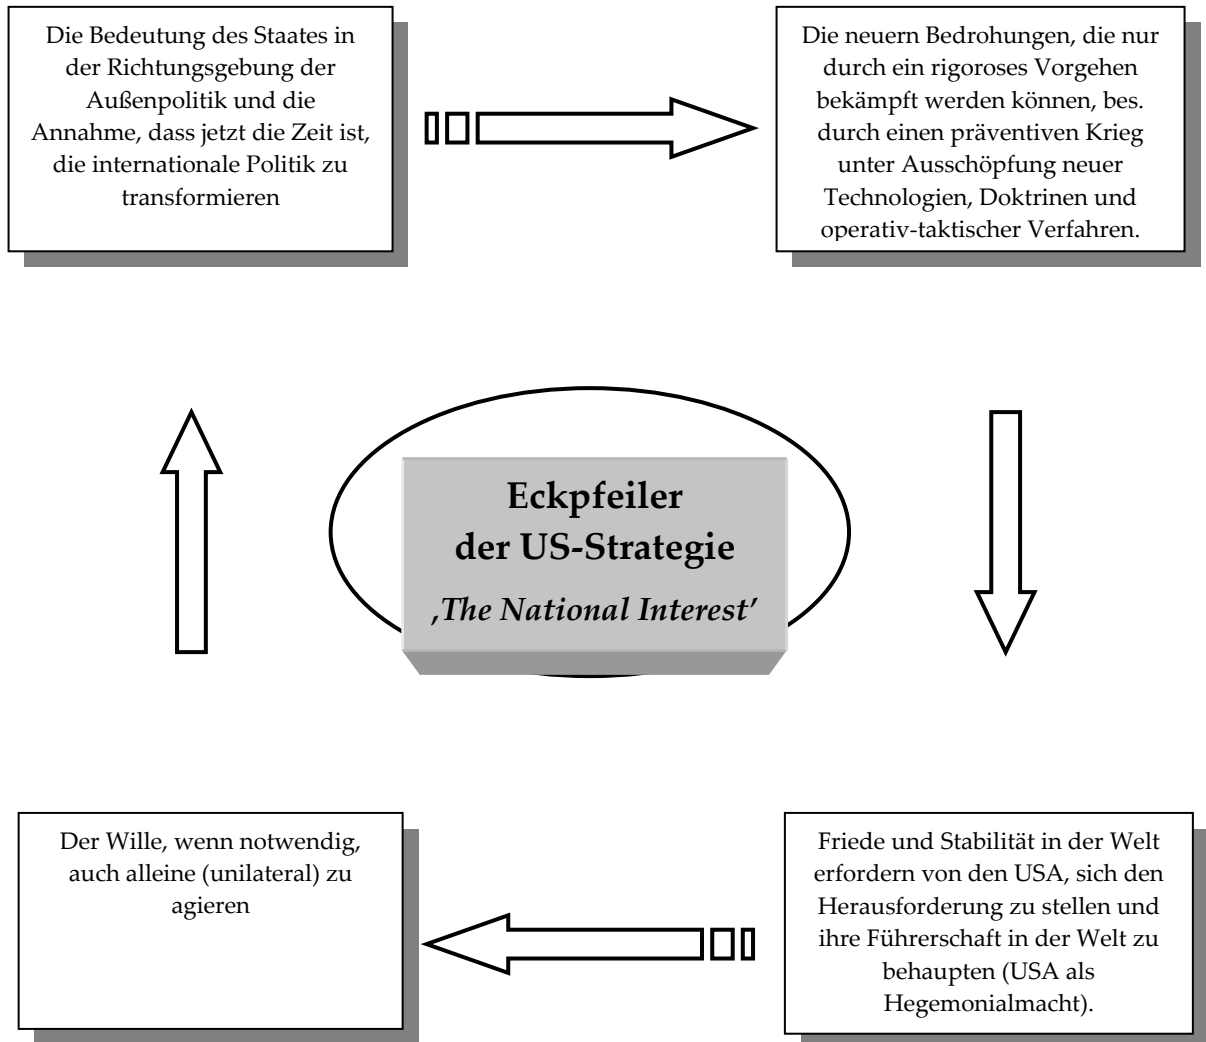 Die Bedeutung des Staates in
der Richtungsgebung der
Außenpolitik und die
Annahme, dass jetzt die Zeit ist,
die internationale Politik zu
transformieren
Die neuern Bedrohungen, die nur
durch ein rigoroses Vorgehen
bekämpft werden können, bes.
durch einen präventiven Krieg
unter Ausschöpfung neuer
Technologien, Doktrinen und
operativ-taktischer Verfahren.
Eckpfeiler
der US-Strategie
‚The National Interest’
Der Wille, wenn notwendig,
auch alleine (unilateral) zu
agieren
Friede und Stabilität in der Welt
erfordern von den USA, sich den
Herausforderung zu stellen und
ihre Führerschaft in der Welt zu
behaupten (USA als
Hegemonialmacht).